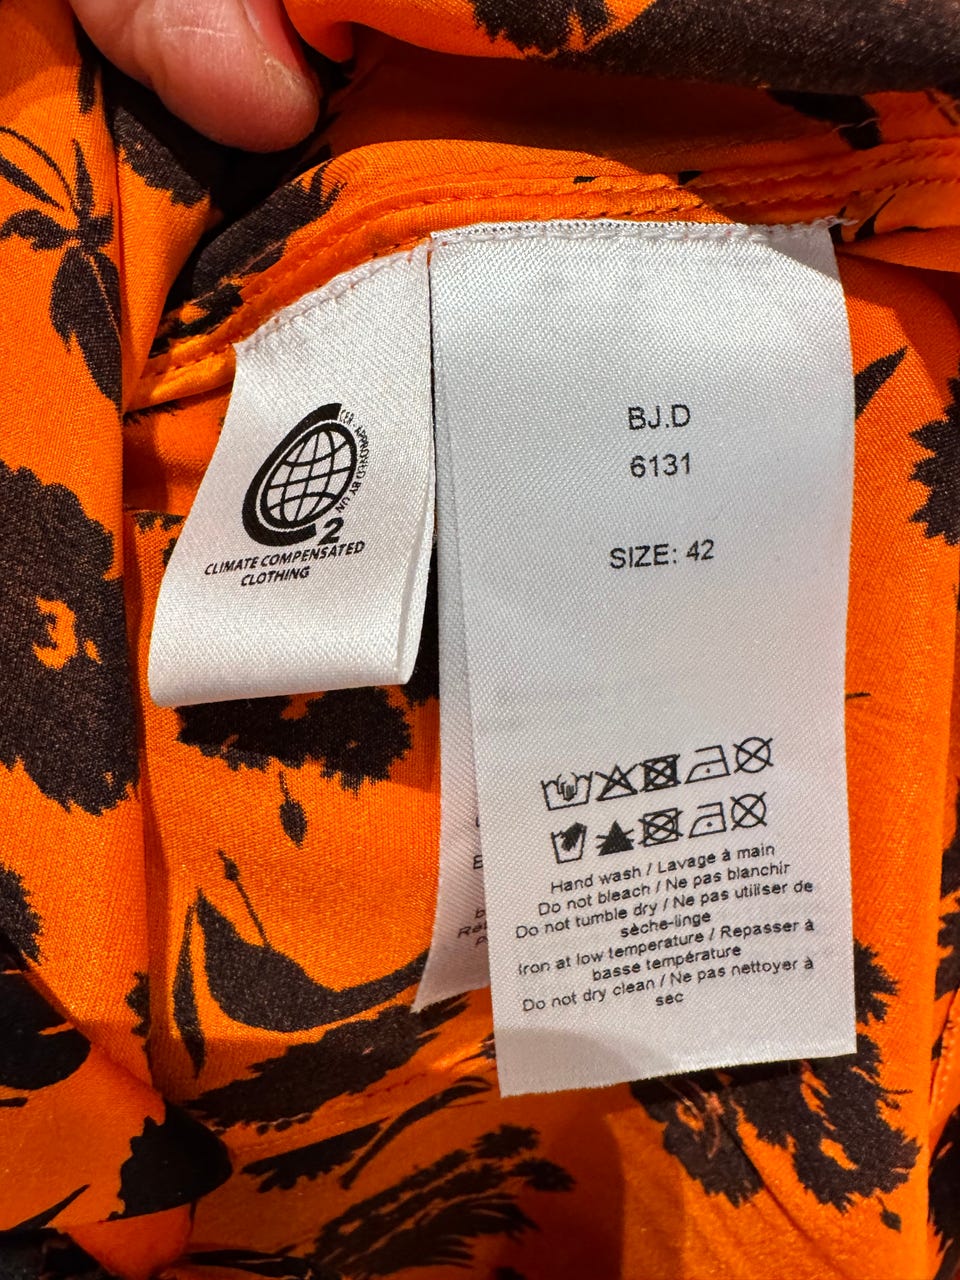 CER - APPROVED BY UN
2
CLIMATE COMPENSATED
CLOTHING
BJ.D
6131
SIZE: 42
Hand wash / Lavage à main
Do not bleach / Ne pas blanchir
Do not tumble dry / Ne pas utiliser de
sèche-linge
Iron at low temperature / Repasser à
basse température
Do not dry clean / Ne pas nettoyer à
sec